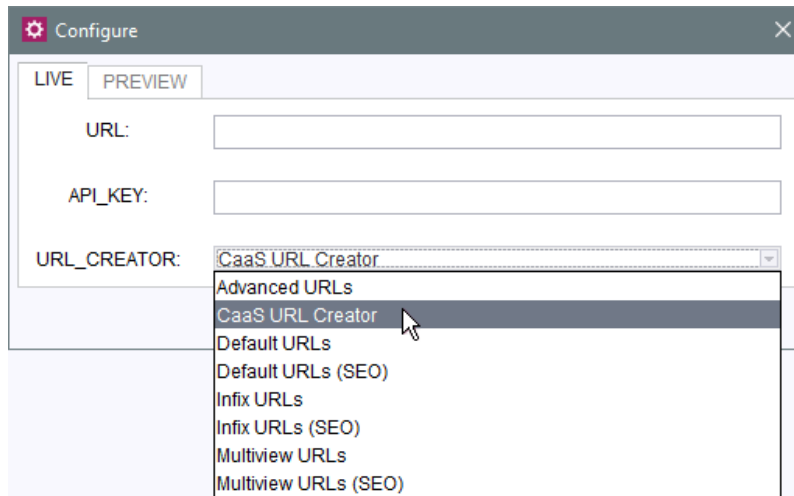 Configure
LIVE PREVIEW
URL:
API_KEY:
URL_CREATOR: CaaS URL Creator
Advanced URLs
CaaS URL Creator
Default URLs
Default URLs (SEO)
Infix URLs
Infix URLs (SEO)
Multiview URLs
Multiview URLs (SEO)